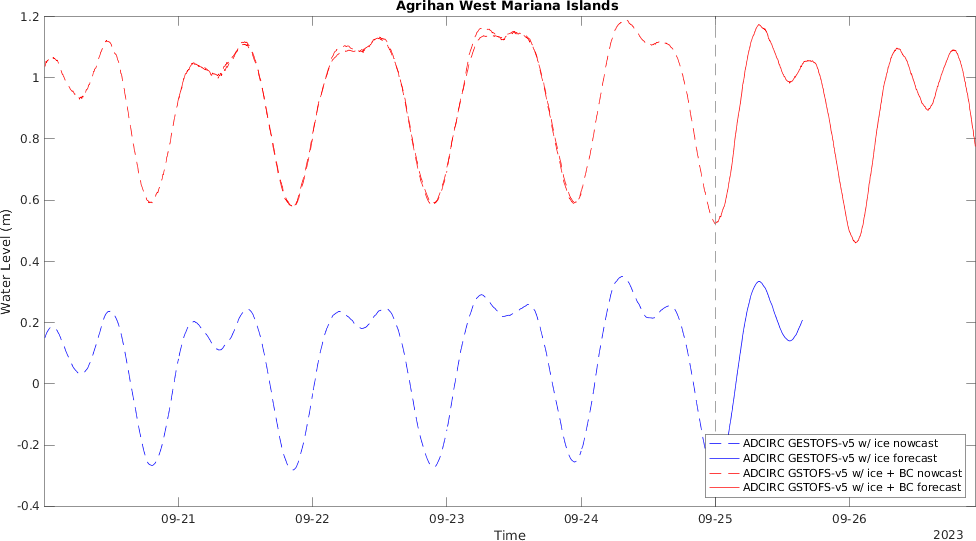 Agrihan West Mariana Islands
1.2
1
0.8
0.6
0.4
0.2
0
-0.2
-0.4
Water Level (m)
ADCIRC GESTOFS-v5 w/ ice nowcast
ADCIRC GESTOFS-v5 w/ ice forecast
ADCIRC GSTOFS-v5 w/ ice + BC nowcast
ADCIRC GSTOFS-v5 w/ ice + BC forecast
09-21 09-22 09-23 09-24 09-25 09-26
Time
2023